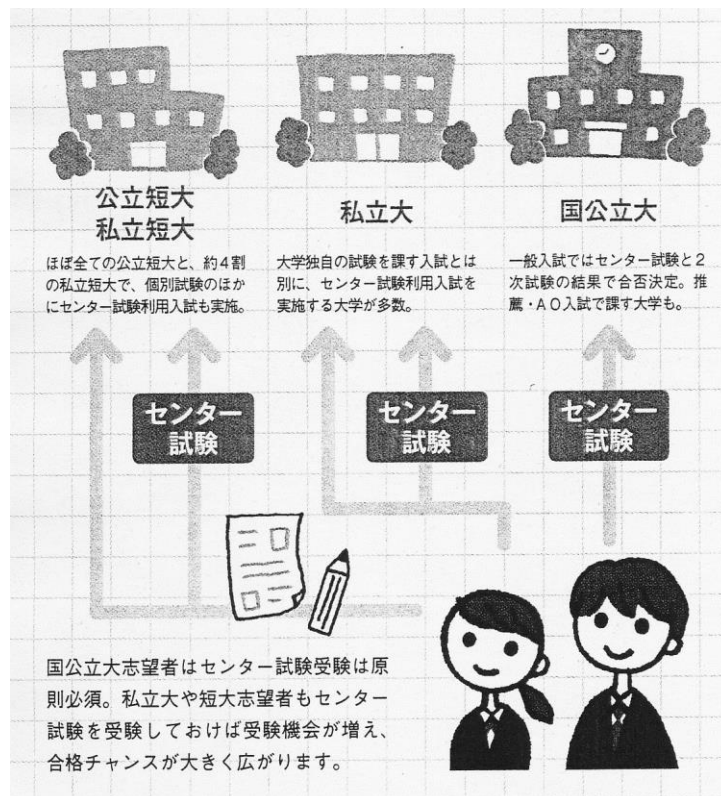 公立短大
私立短大
ほぼ全ての公立短大と、約4割
の私立短大で、個別試験のほか
にセンター試験利用入試も実施。
私立大
大学独自の試験を課す入試とは
別に、センター試験利用入試を
実施する大学が多数。
国公立大
一般入試ではセンター試験と2
次試験の結果で合否決定。推
薦・AO入試で課す大学も。
センター
試験
センター
試験
センター
試験
国公立大志望者はセンター試験受験は原
則必須。私立大や短大志望者もセンター
試験を受験しておけば受験機会が増え、
合格チャンスが大きく広がります。